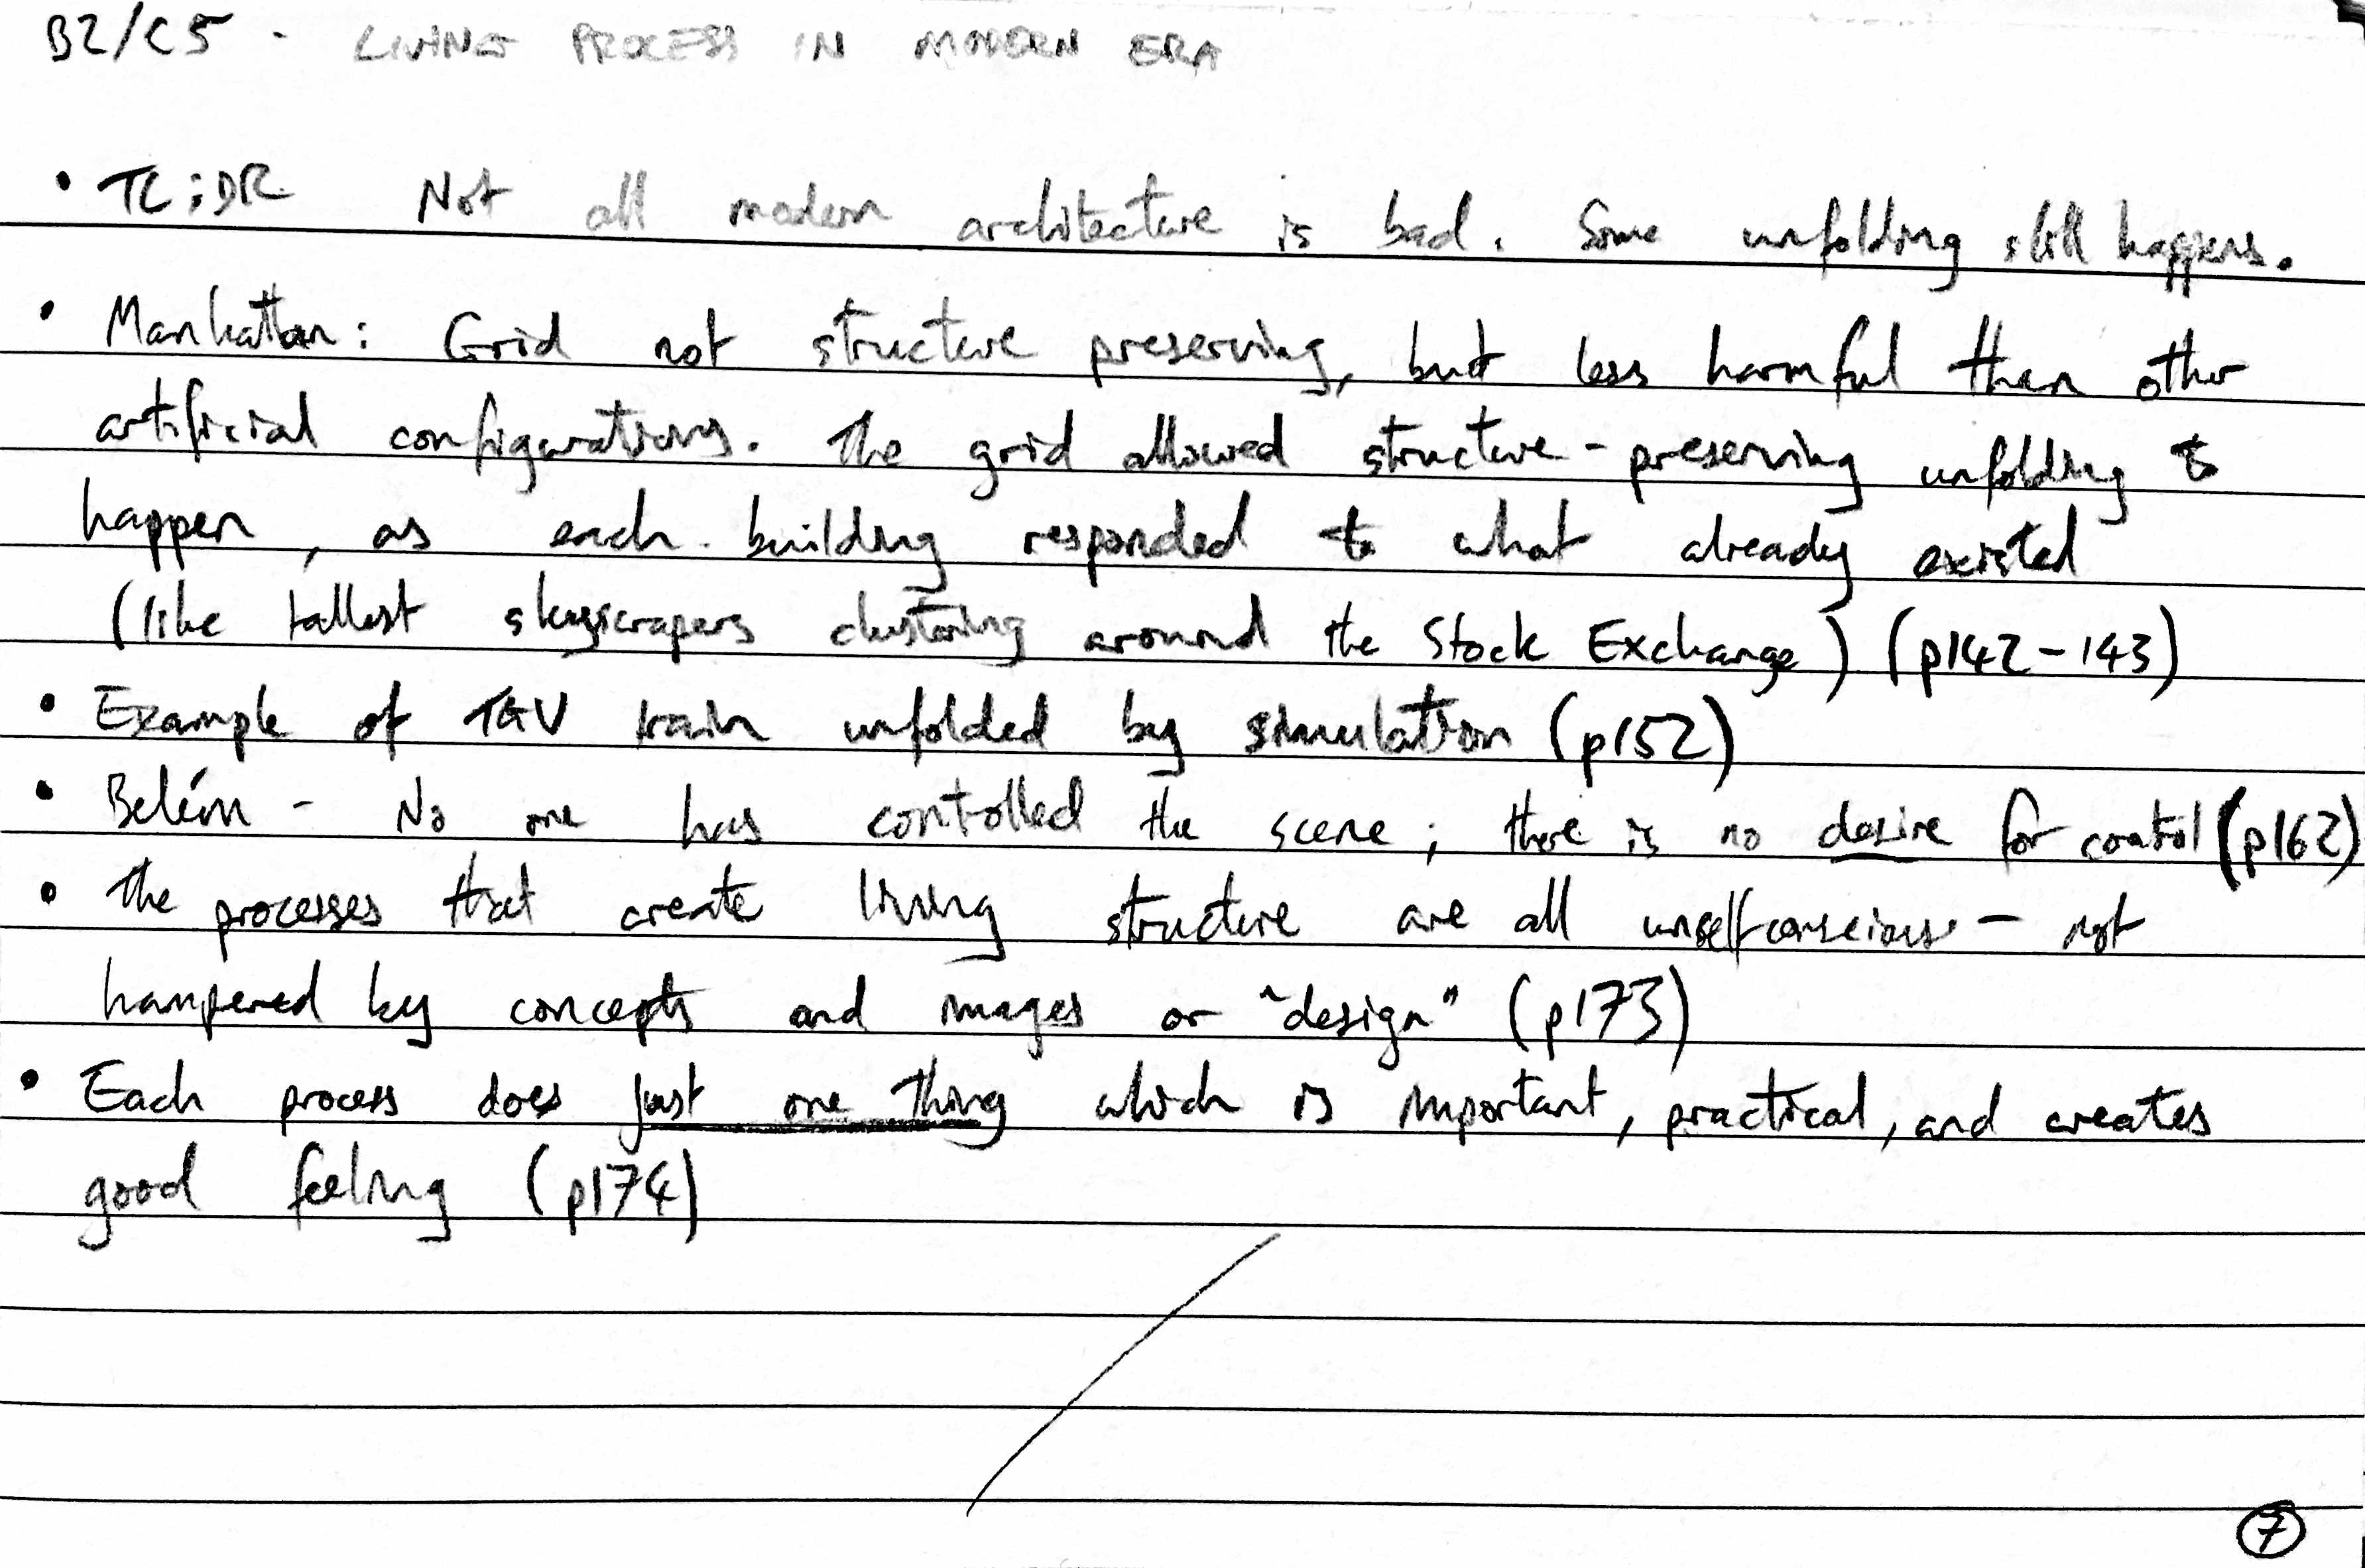 B2/C5 - LIVING PROCESS IN MODERN ERA
• TL;DR Not all modern architecture is bad. Some unfolding still happens.
• Manhattan: Grid not structure preserving, but less harmful than other
artificial configurations. The grid allowed structure-preserving unfolding to
happen, as each building responded to what already existed
(like tallest skyscrapers clustering around the Stock Exchange) (p142-143)
• Example of TGV train unfolded by simulation (p152)
• Belém - No one has controlled the scene; there is no desire for control (p162)
• The processes that create living structure are all unselfconscious - not
hampered by concepts and images or "design" (p173)
• Each process does just one thing which is important, practical, and creates
good feeling (p174)
7